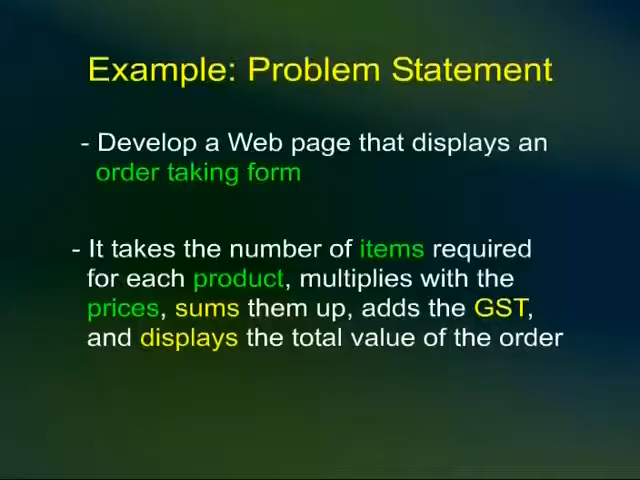 Example: Problem Statement
- Develop a Web page that displays an
order taking form
- It takes the number of items required
for each product, multiplies with the
prices, sums them up, adds the GST,
and displays the total value of the order